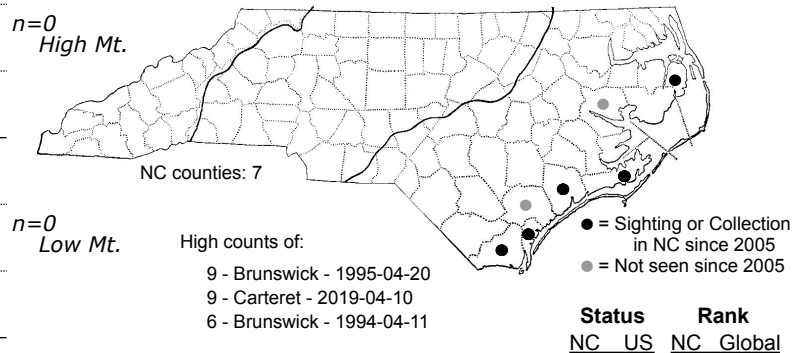 n=0
High Mt.
NC counties: 7
n=0
Low Mt.
High counts of:
9 - Brunswick - 1995-04-20
9 - Carteret - 2019-04-10
6 - Brunswick - 1994-04-11
= Sighting or Collection
in NC since 2005
= Not seen since 2005
Status Rank
NC US NC Global